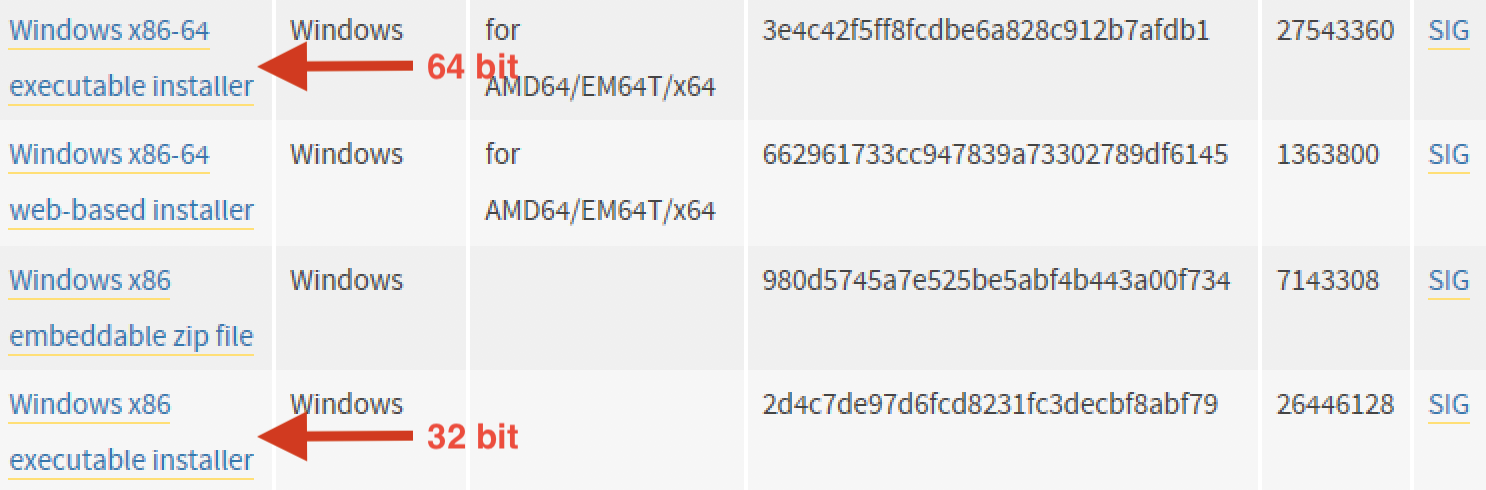 Windows x86-64 Windows for 3e4c42f5ff8fcdbe6a828c912b7afdb1 27543360 SIG
64 bit
executable installer AMD64/EM64T/x64
Windows x86-64 Windows for 662961733cc947839a73302789df6145 1363800 SIG
web-based installer AMD64/EM64T/x64
Windows x86 Windows 980d5745a7e525be5abf4b443a00f734 7143308 SIG
embeddable zip file
Windows x86 Windows 2d4c7de97d6fcd8231fc3decbf8abf79 26446128 SIG
32 bit
executable installer